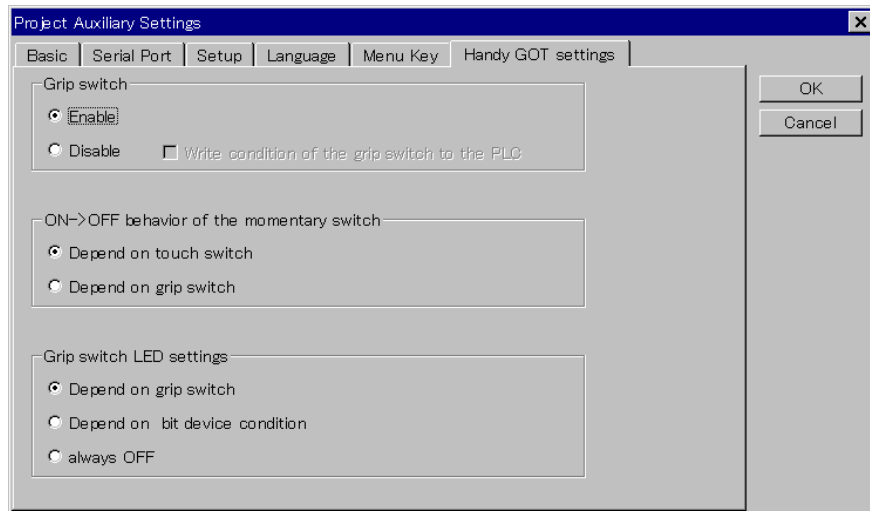 Project Auxiliary Settings
Basic Serial Port Setup Language Menu Key Handy GOT settings
Grip switch
OK
Enable
Cancel
Disable Write condition of the grip switch to the PLC
ON->OFF behavior of the momentary switch
Depend on touch switch
Depend on grip switch
Grip switch LED settings
Depend on grip switch
Depend on bit device condition
always OFF